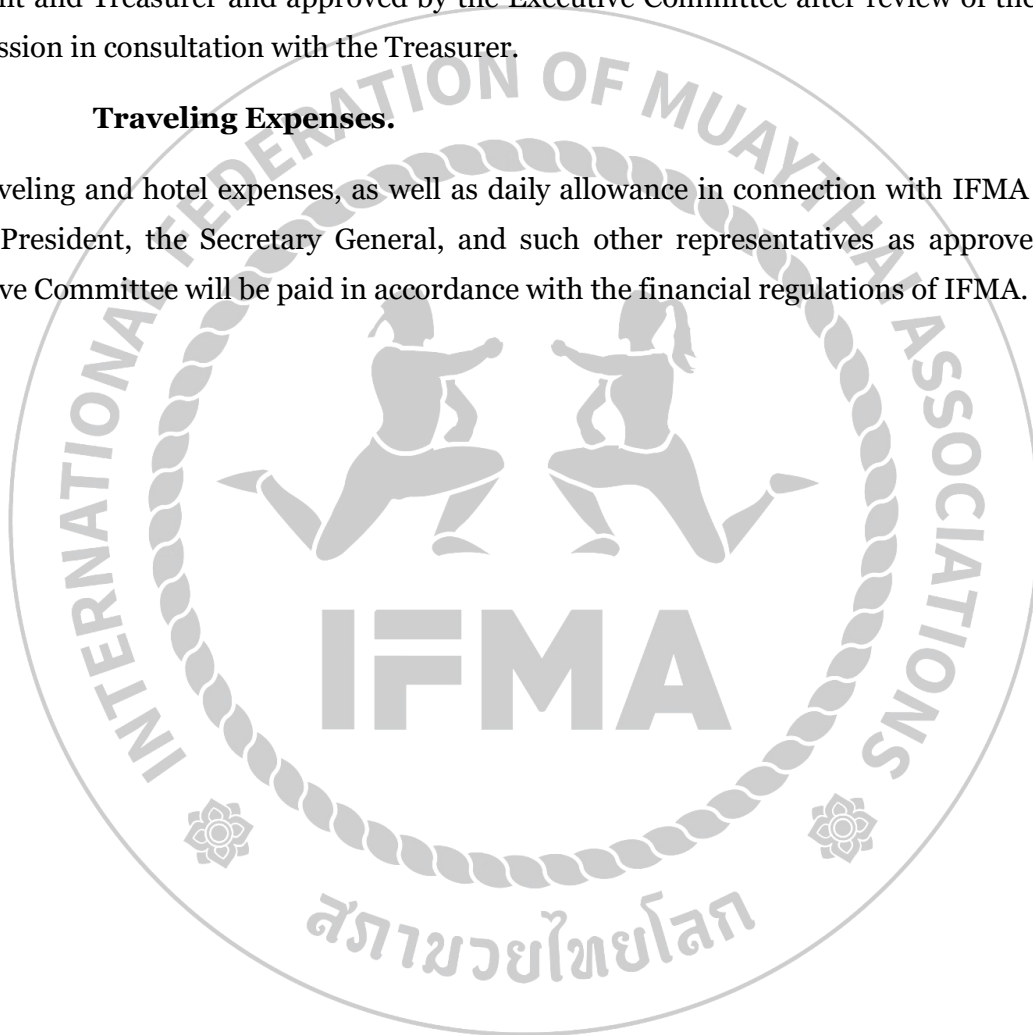 nt and Treasurer and approved by the Executive Committee after review of the
ssion in consultation with the Treasurer.
Traveling Expenses.
veling and hotel expenses, as well as daily allowance in connection with IFMA
President, the Secretary General, and such other representatives as approve
ve Committee will be paid in accordance with the financial regulations of IFMA.
INTERNATIONAL FEDERATION OF MUAYTHAI ASSOCIATIONS
IFMA
สภามวยไทยโลก